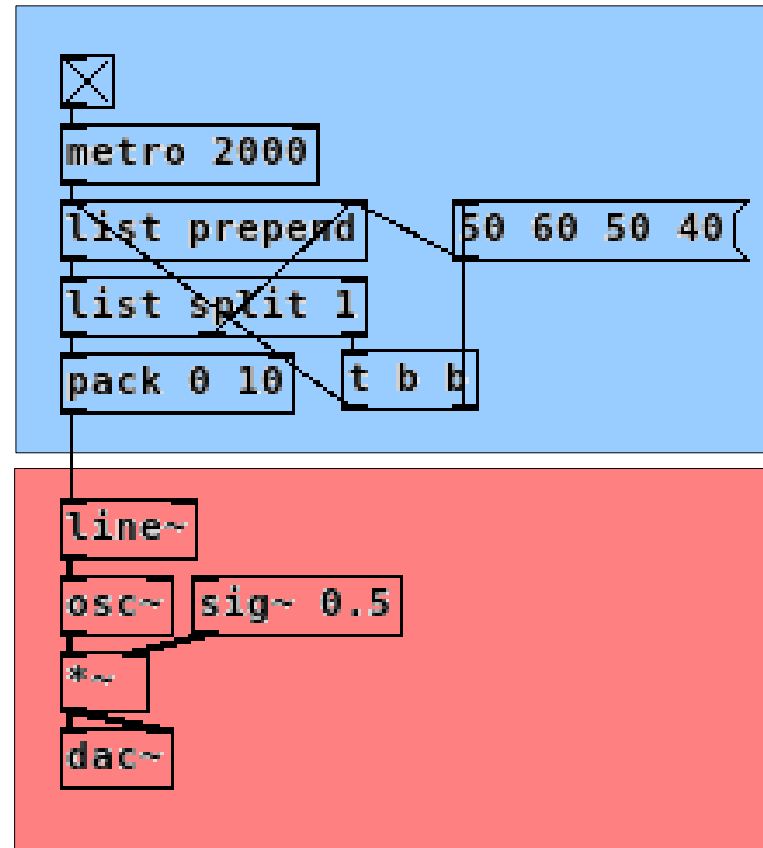 metro 2000
list prepend
50 60 50 40
list split 1
pack 0 10
t b b
line~
osc~
sig~ 0.5
*~
dac~